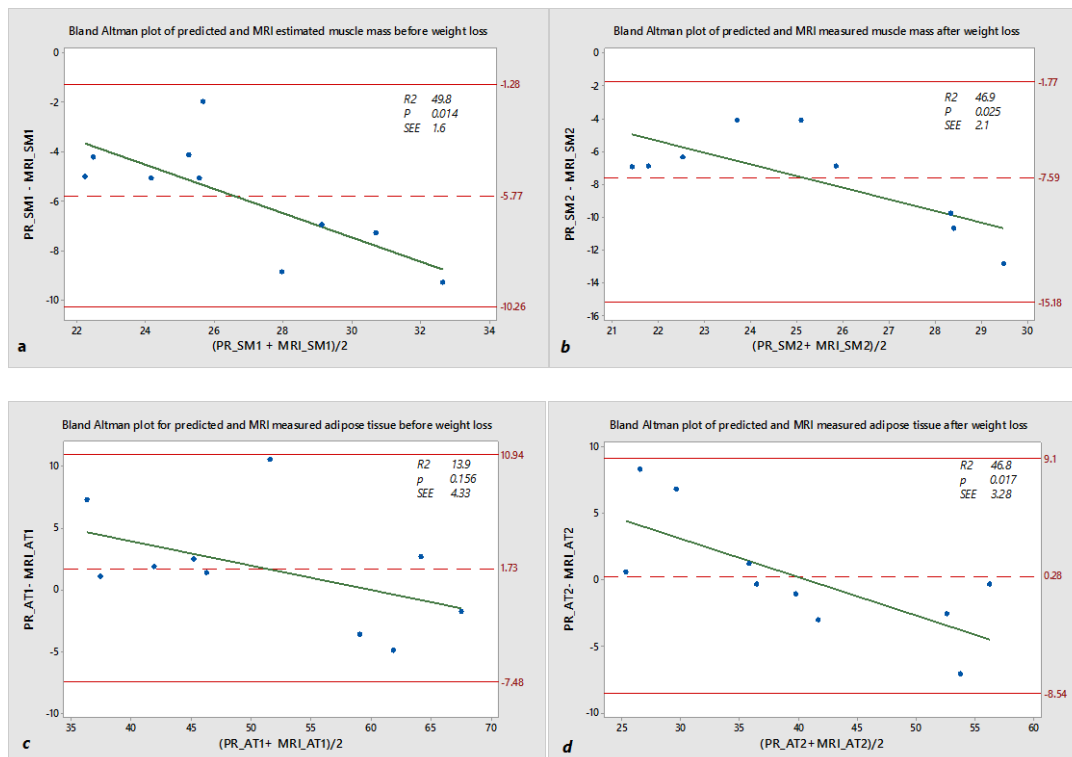 Bland Altman plot of predicted and MRI estimated muscle mass before weight loss
0
-2
-4
-6
-8
-10
PR_SM1 - MRI_SM1
R2 49.8
P 0.014
SEE 1.6
-1.28
-5.77
-10.26
22 24 26 28 30 32 34
(PR_SM1 + MRI_SM1)/2
a
Bland Altman plot of predicted and MRI measured muscle mass after weight loss
0
-2
-4
-6
-8
-10
-12
-14
-16
PR_SM2 - MRI_SM2
R2 46.9
P 0.025
SEE 2.1
-1.77
-7.59
-15.18
21 22 23 24 25 26 27 28 29 30
(PR_SM2+ MRI_SM2)/2
b
Bland Altman plot for predicted and MRI measured adipose tissue before weight loss
10
5
0
-5
-10
PR_AT1- MRI_AT1
R2 13.9
p 0.156
SEE 4.33
10.94
1.73
-7.48
35 40 45 50 55 60 65 70
(PR_AT1+ MRI_AT1)/2
c
Bland Altman plot of predicted and MRI measured adipose tissue after weight loss
10
5
0
-5
-10
PR_AT2- MRI_AT2
R2 46.8
p 0.017
SEE 3.28
9.1
0.28
-8.54
25 30 35 40 45 50 55 60
(PR_AT2+MRI_AT2)/2
d